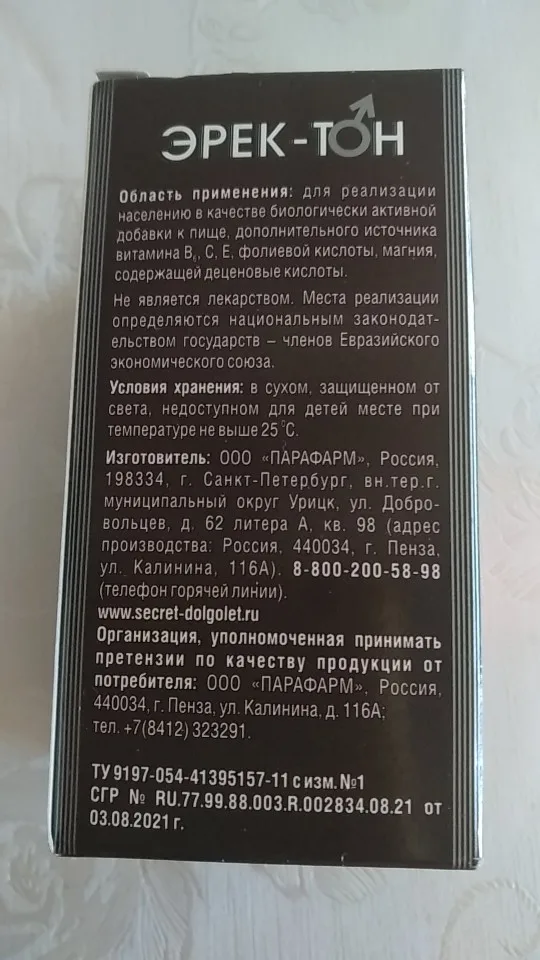 ЭРЕК-ТОН
Область применения: для реализации
населению в качестве биологически активной
добавки к пище, дополнительного источника
витамина В₆, С, Е, фолиевой кислоты, магния,
содержащей деценовые кислоты.
Не является лекарством. Места реализации
определяются национальным законодат-
ельством государств – членов Евразийского
экономического союза.
Условия хранения: в сухом, защищенном от
света, недоступном для детей месте при
температуре не выше 25 °С.
Изготовитель: ООО «ПАРАФАРМ», Россия,
198334, г. Санкт-Петербург, вн.тер.г.
муниципальный округ Урицк, ул. Добро-
вольцев, д. 62 литера А, кв. 98 (адрес
производства: Россия, 440034, г. Пенза,
ул. Калинина, 116А). 8-800-200-58-98
(телефон горячей линии).
www.secret-dolgolet.ru
Организация, уполномоченная принимать
претензии по качеству продукции от
потребителя: ООО «ПАРАФАРМ», Россия,
440034, г. Пенза, ул. Калинина, д. 116А;
тел. +7(8412) 323291.
ТУ 9197-054-41395157-11 с изм. №1
СГР № RU.77.99.88.003.R.002834.08.21 от
03.08.2021 г.